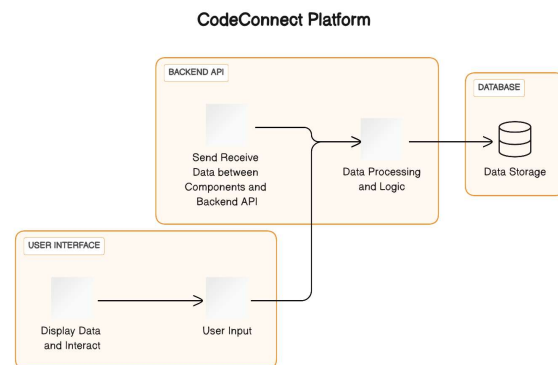 CodeConnect Platform
BACKEND API
DATABASE
Send Receive
Data between
Components and
Backend API
Data Processing
and Logic
Data Storage
USER INTERFACE
Display Data
and Interact
User Input